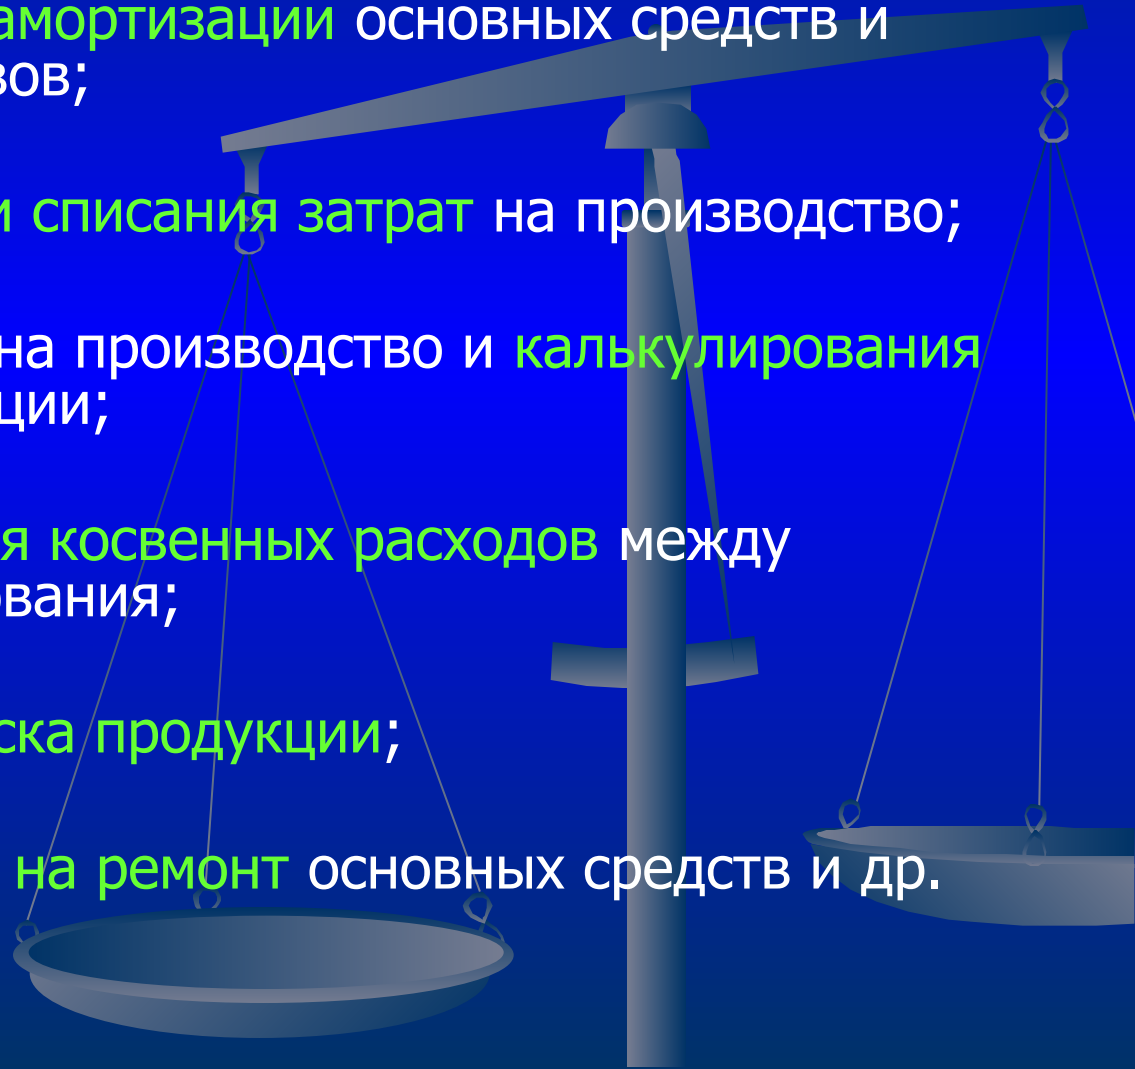 амортизации основных средств и
зов;
и списания затрат на производство;
на производство и калькулирования
ции;
я косвенных расходов между
ования;
ска продукции;
на ремонт основных средств и др.